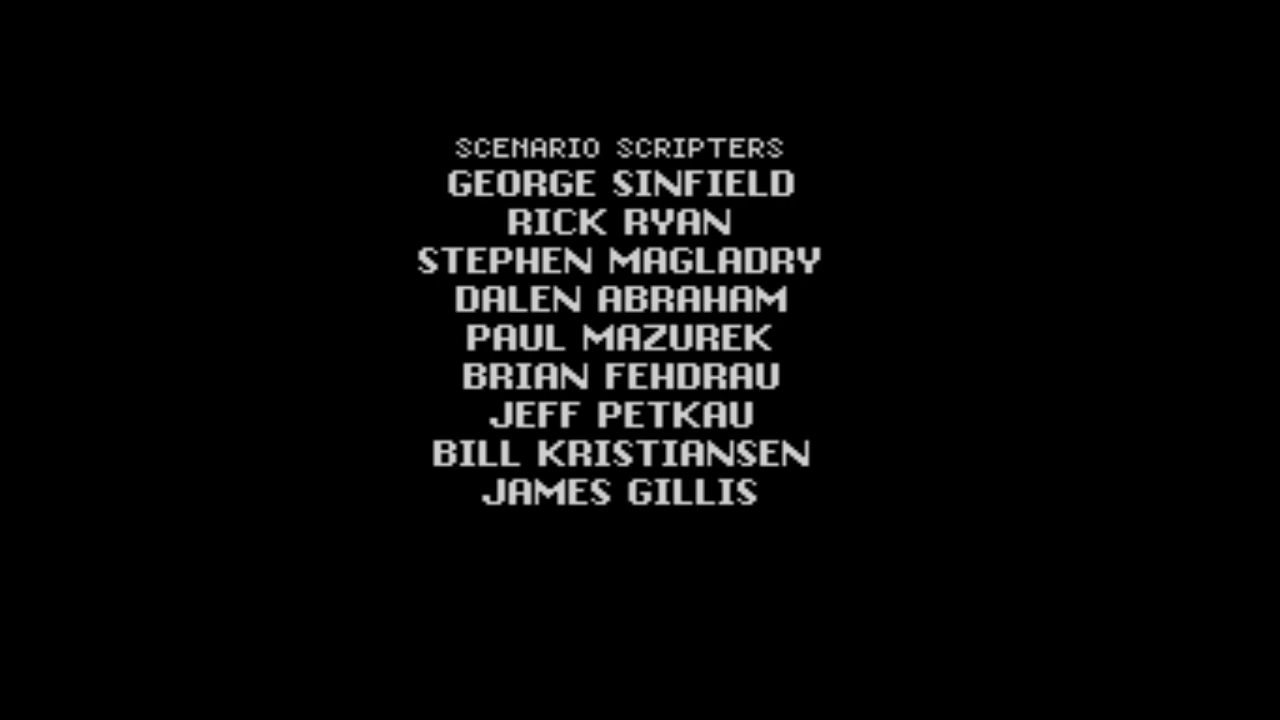 SCENARIO SCRIPTERS
GEORGE SINFIELD
RICK RYAN
STEPHEN MAGLADRY
DALEN ABRAHAM
PAUL MAZUREK
BRIAN FEHDRAU
JEFF PETKAU
BILL KRISTIANSEN
JAMES GILLIS